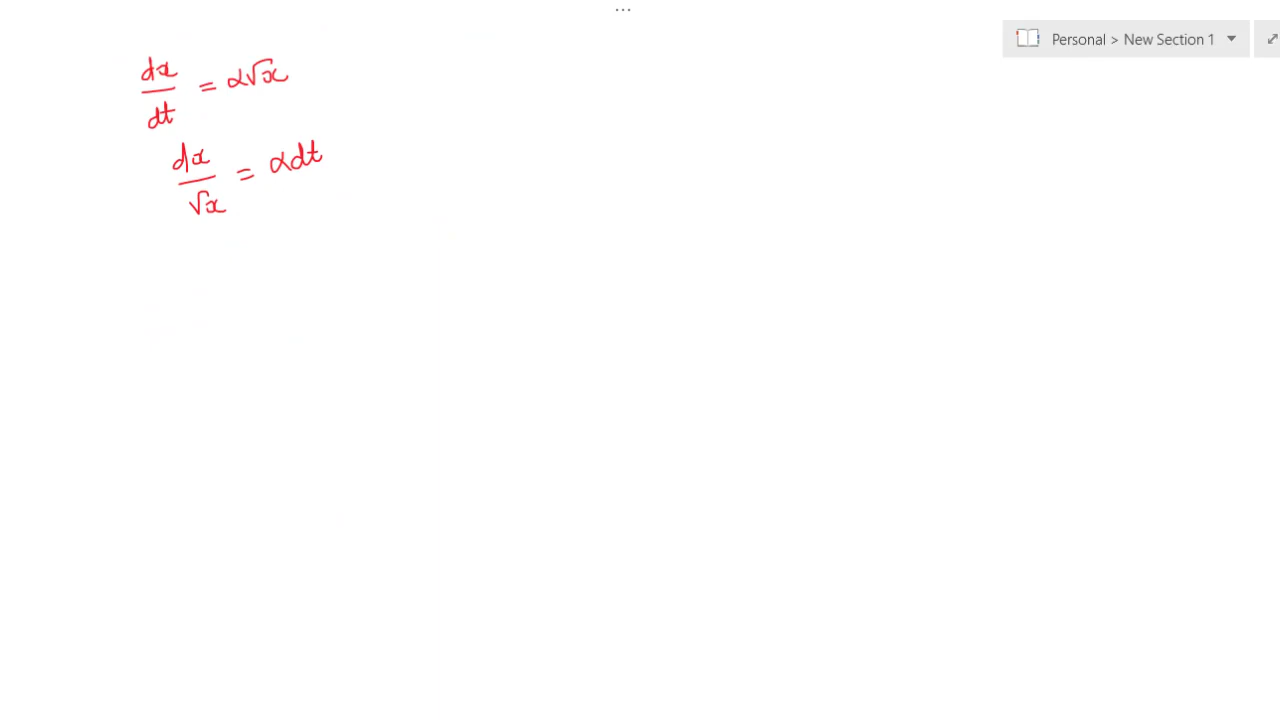 ...
Personal > New Section 1
dx/dt = α√x
dx/√x = αdt